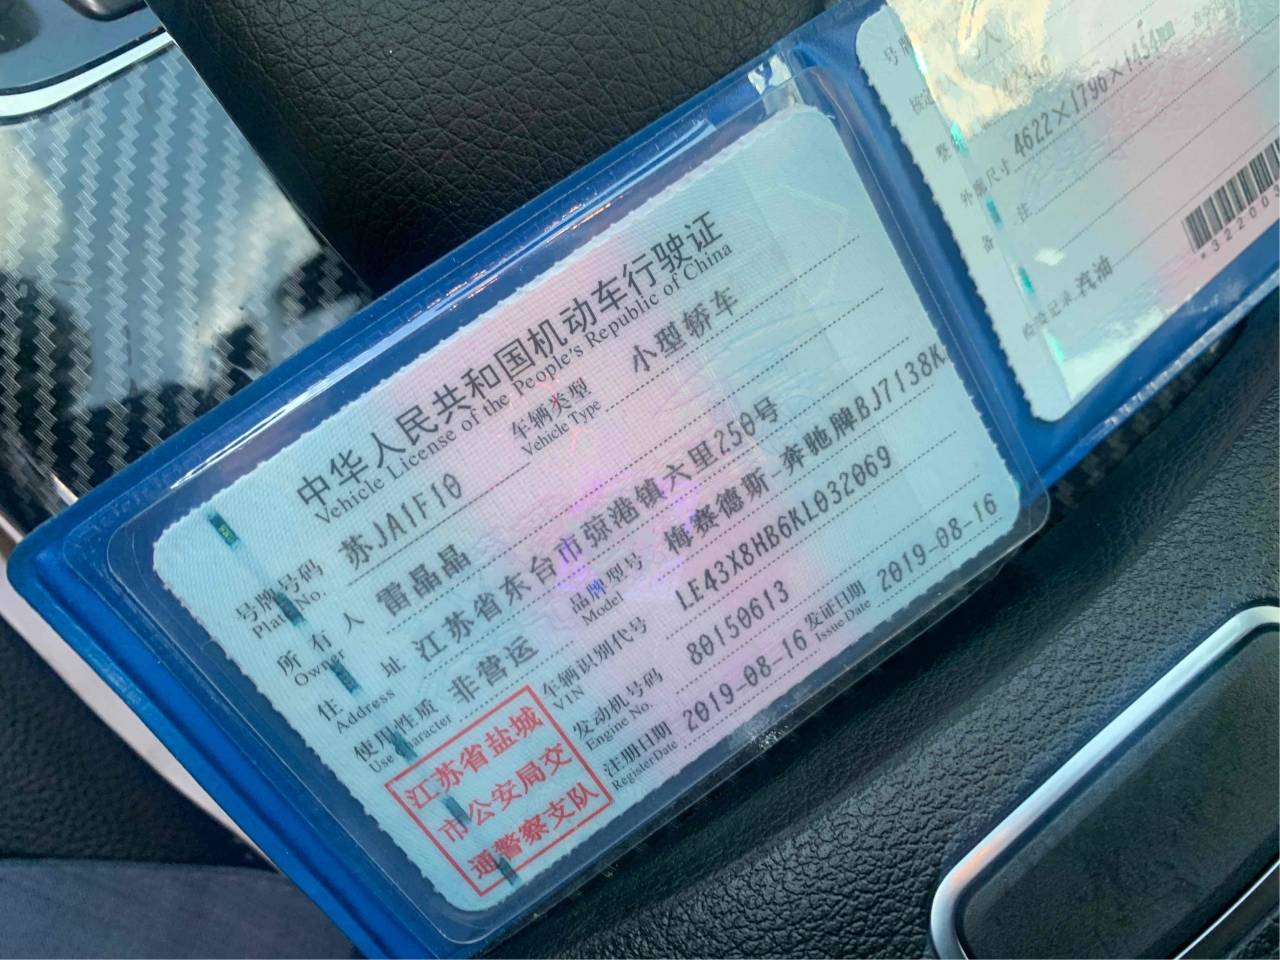 中华人民共和国机动车行驶证
Vehicle License of the People's Republic of China
号牌号码 苏JA1F10 车辆类型 小型轿车
Plate No. Vehicle Type
所有人 雷晶晶
Owner
住址 江苏省东台市弶港镇六里250号
Address
使用性质 非营运 品牌型号 梅赛德斯-奔驰牌BJ7138K
Use Character Model
车辆识别代号 LE43X8HB6KL032069
VIN
发动机号码 80150613
Engine No.
注册日期 2019-08-16 发证日期 2019-08-16
Register Date Issue Date
江苏省盐城
市公安局交
通警察支队
外廓尺寸 4622×1796×1454mm
备注
检验记录 汽油
*32200